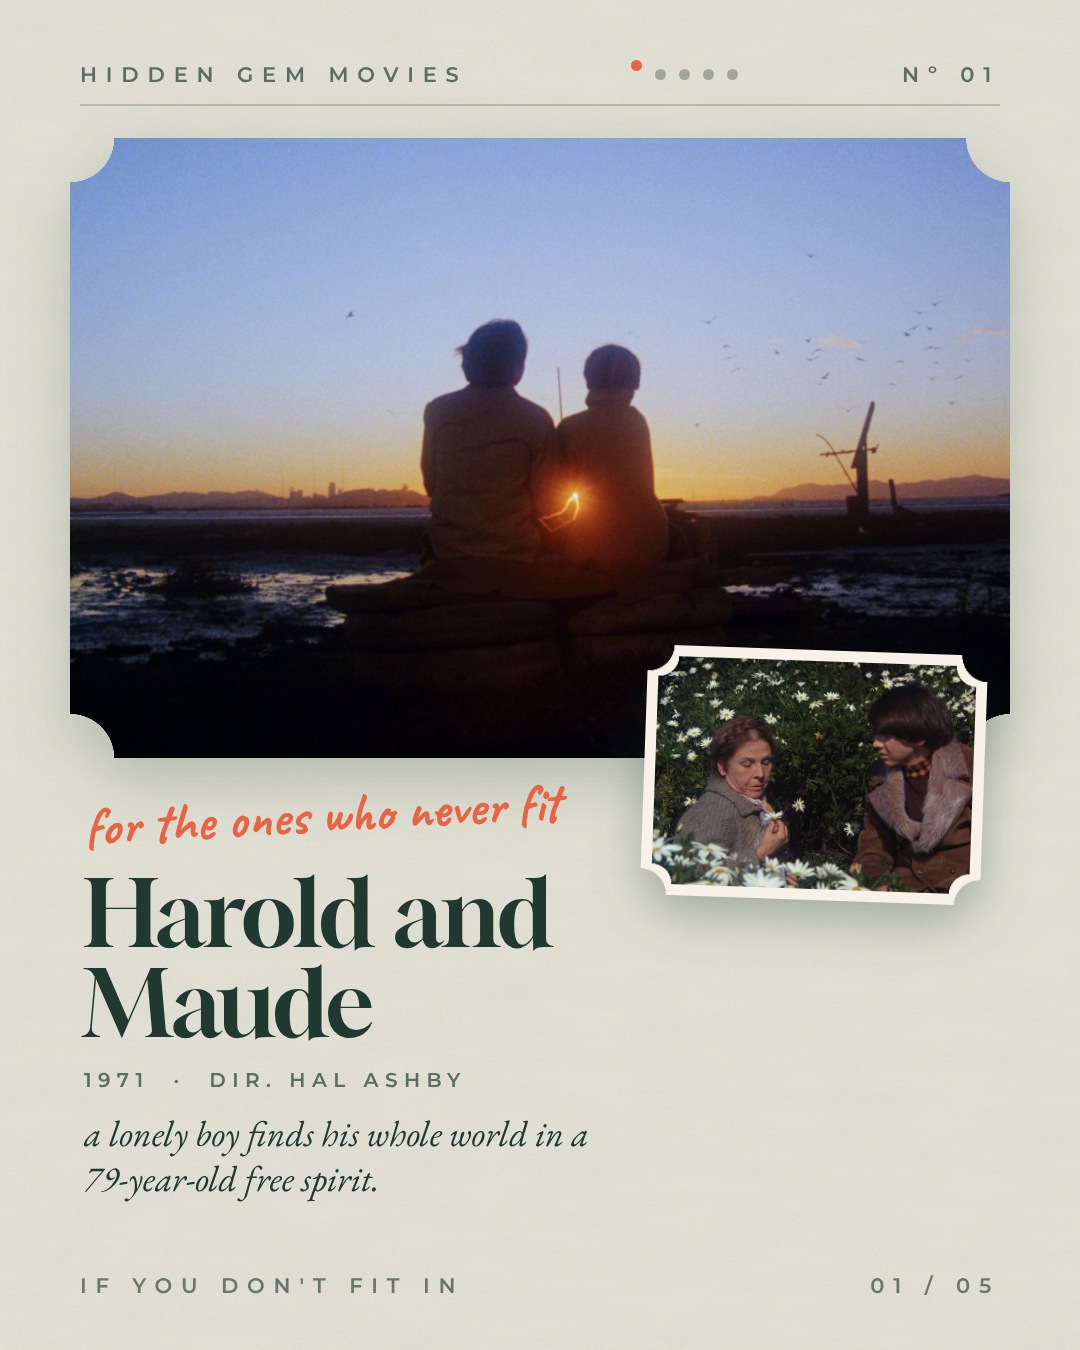 HIDDEN GEM MOVIES
Nº 01
for the ones who never fit
Harold and
Maude
1971 · DIR. HAL ASHBY
a lonely boy finds his whole world in a
79-year-old free spirit.
IF YOU DON'T FIT IN
01 / 05